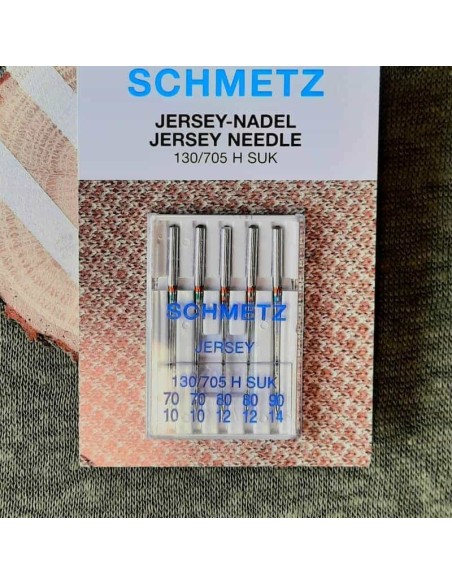 SCHMETZ
JERSEY-NADEL
JERSEY NEEDLE
130/705 H SUK
SCHMETZ
JERSEY
130/705 H SUK
70 70 80 80 90
10 10 12 12 14